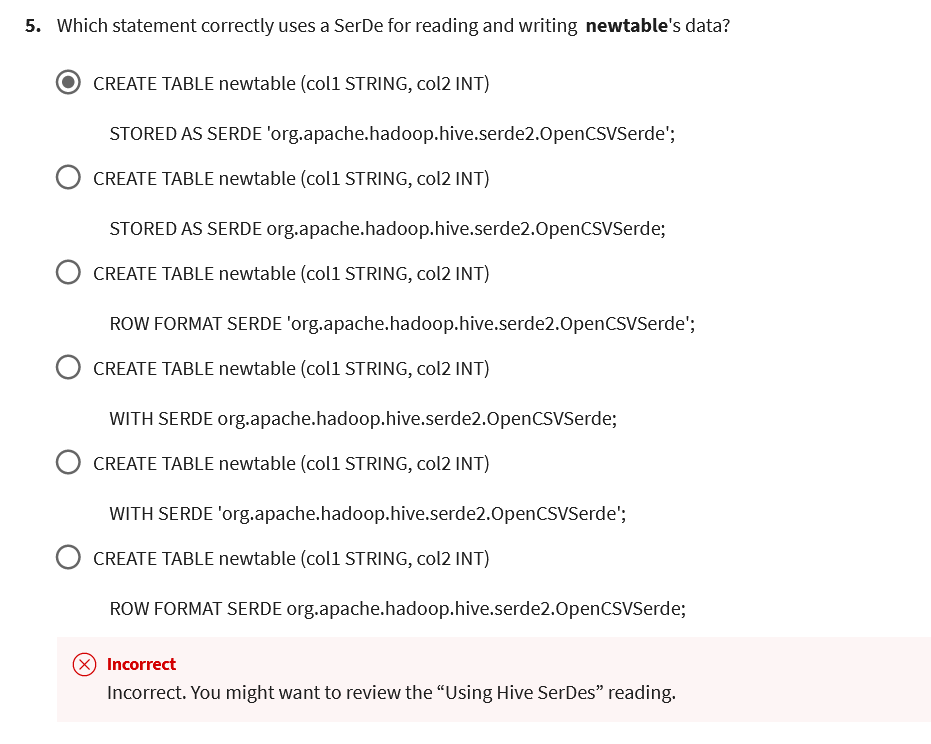 5. Which statement correctly uses a SerDe for reading and writing newtable's data?
CREATE TABLE newtable (col1 STRING, col2 INT)
STORED AS SERDE 'org.apache.hadoop.hive.serde2.OpenCSVSerde';
CREATE TABLE newtable (col1 STRING, col2 INT)
STORED AS SERDE org.apache.hadoop.hive.serde2.OpenCSVSerde;
CREATE TABLE newtable (col1 STRING, col2 INT)
ROW FORMAT SERDE 'org.apache.hadoop.hive.serde2.OpenCSVSerde';
CREATE TABLE newtable (col1 STRING, col2 INT)
WITH SERDE org.apache.hadoop.hive.serde2.OpenCSVSerde;
CREATE TABLE newtable (col1 STRING, col2 INT)
WITH SERDE 'org.apache.hadoop.hive.serde2.OpenCSVSerde';
CREATE TABLE newtable (col1 STRING, col2 INT)
ROW FORMAT SERDE org.apache.hadoop.hive.serde2.OpenCSVSerde;
Incorrect
Incorrect. You might want to review the “Using Hive SerDes” reading.